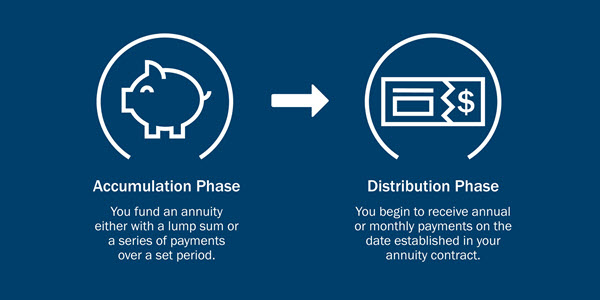 $
Accumulation Phase
You fund an annuity
either with a lump sum or
a series of payments
over a set period.
Distribution Phase
You begin to receive annual
or monthly payments on the
date established in your
annuity contract.